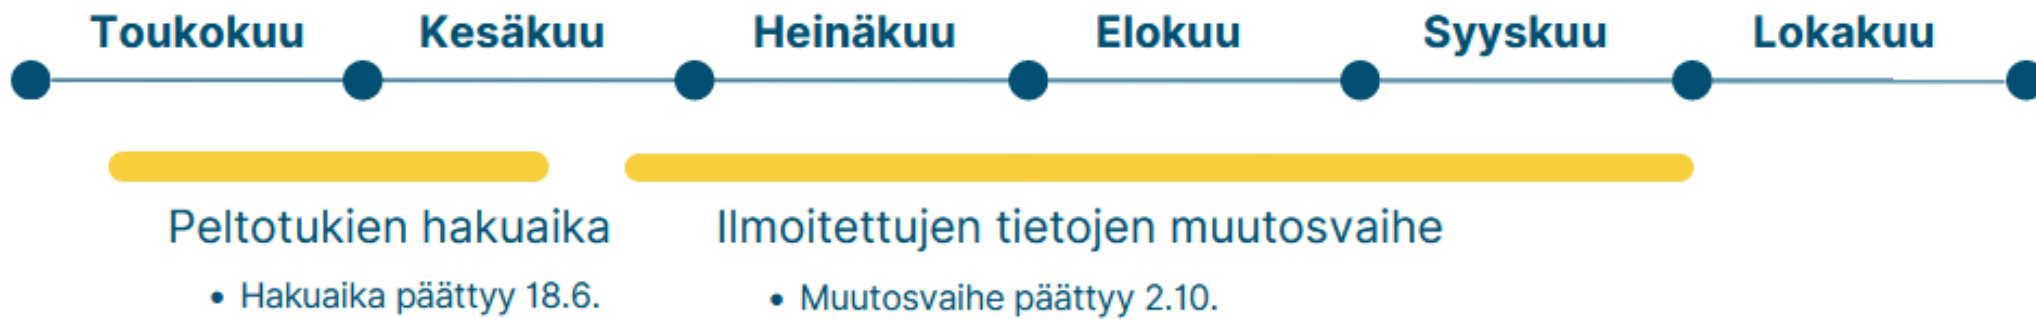 Toukokuu Kesäkuu Heinäkuu Elokuu Syyskuu Lokakuu
Peltotukien hakuaika
• Hakuaika päättyy 18.6.
Ilmoitettujen tietojen muutosvaihe
• Muutosvaihe päättyy 2.10.